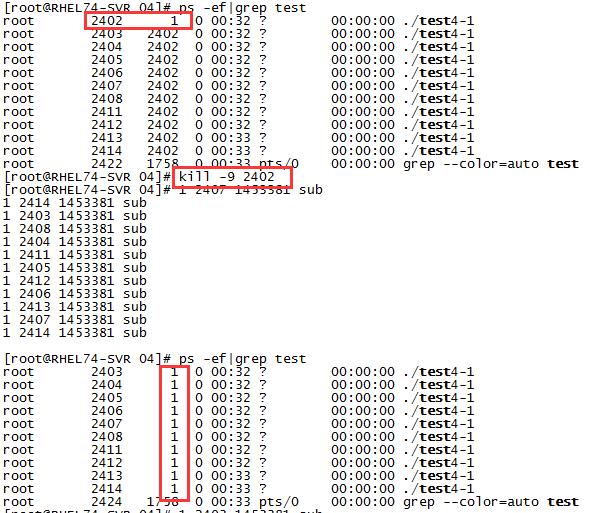 [root@RHEL74-SVR 04]# ps -ef|grep test
root 2402 1 0 00:32 ? 00:00:00 ./test4-1
root 2403 2402 0 00:32 ? 00:00:00 ./test4-1
root 2404 2402 0 00:32 ? 00:00:00 ./test4-1
root 2405 2402 0 00:32 ? 00:00:00 ./test4-1
root 2406 2402 0 00:32 ? 00:00:00 ./test4-1
root 2407 2402 0 00:32 ? 00:00:00 ./test4-1
root 2408 2402 0 00:32 ? 00:00:00 ./test4-1
root 2411 2402 0 00:32 ? 00:00:00 ./test4-1
root 2412 2402 0 00:32 ? 00:00:00 ./test4-1
root 2413 2402 0 00:33 ? 00:00:00 ./test4-1
root 2414 2402 0 00:33 ? 00:00:00 ./test4-1
root 2422 1758 0 00:33 pts/0 00:00:00 grep --color=auto test
[root@RHEL74-SVR 04]# kill -9 2402
[root@RHEL74-SVR 04]# 1 2407 1453381 sub
1 2414 1453381 sub
1 2403 1453381 sub
1 2408 1453381 sub
1 2404 1453381 sub
1 2411 1453381 sub
1 2405 1453381 sub
1 2412 1453381 sub
1 2406 1453381 sub
1 2413 1453381 sub
1 2407 1453381 sub
1 2414 1453381 sub
[root@RHEL74-SVR 04]# ps -ef|grep test
root 2403 1 0 00:32 ? 00:00:00 ./test4-1
root 2404 1 0 00:32 ? 00:00:00 ./test4-1
root 2405 1 0 00:32 ? 00:00:00 ./test4-1
root 2406 1 0 00:32 ? 00:00:00 ./test4-1
root 2407 1 0 00:32 ? 00:00:00 ./test4-1
root 2408 1 0 00:32 ? 00:00:00 ./test4-1
root 2411 1 0 00:32 ? 00:00:00 ./test4-1
root 2412 1 0 00:32 ? 00:00:00 ./test4-1
root 2413 1 0 00:33 ? 00:00:00 ./test4-1
root 2414 1 0 00:33 ? 00:00:00 ./test4-1
root 2424 1758 0 00:33 pts/0 00:00:00 grep --color=auto test